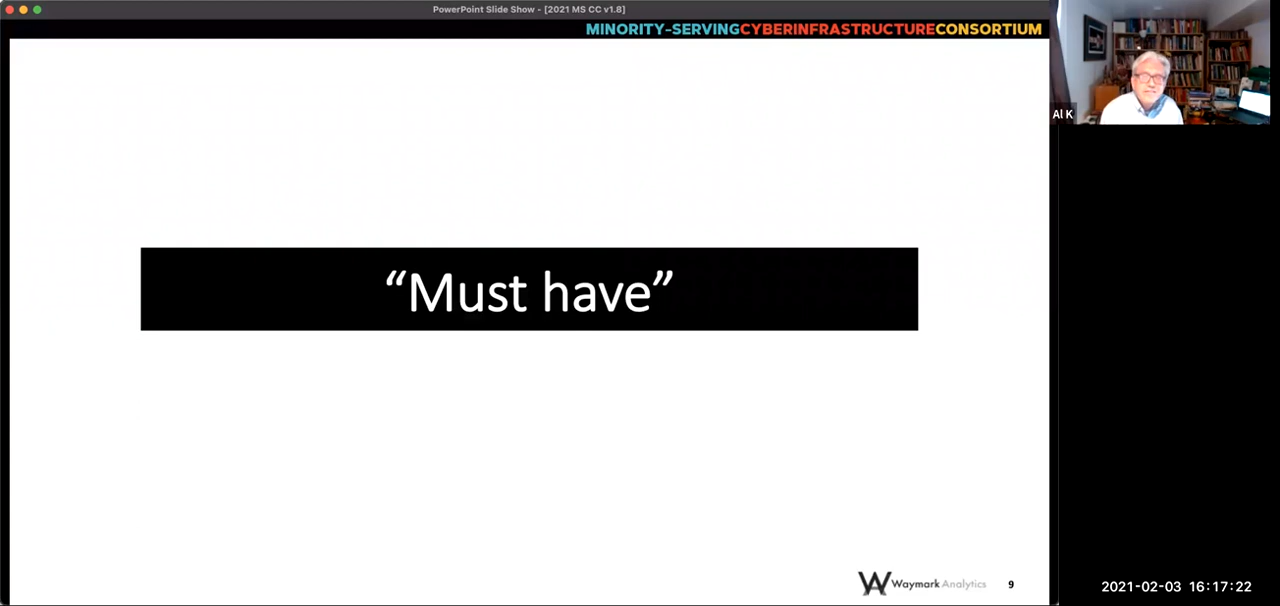 PowerPoint Slide Show - [2021 MS CC v1.8]
MINORITY-SERVINGCYBERINFRASTRUCTURECONSORTIUM
Al K
“Must have”
Waymark Analytics 9
2021-02-03 16:17:22